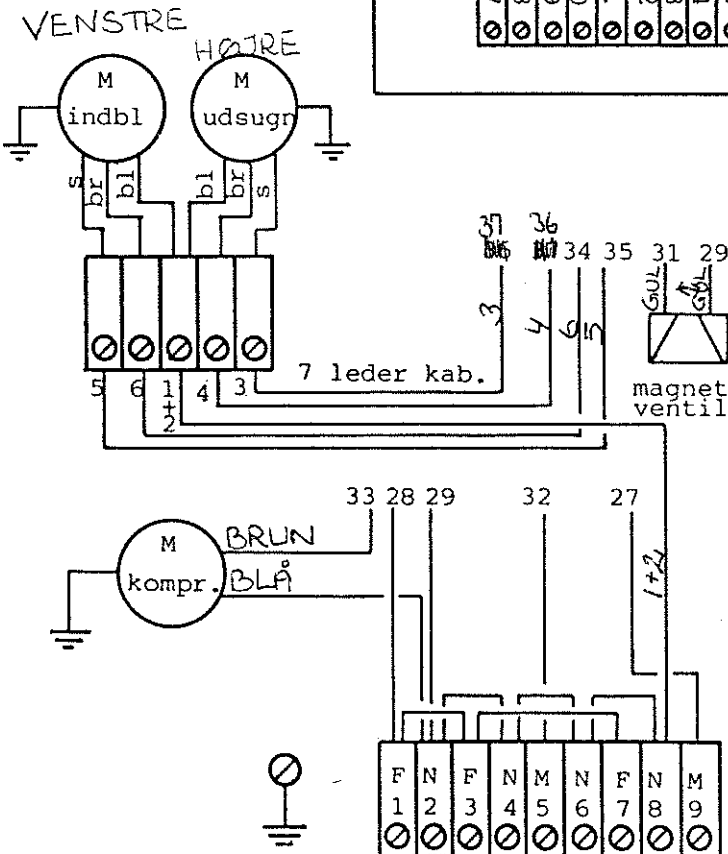 VENSTRE
HØJRE
M
indbl
M
udsugn
s
br
bl
bl
br
s
37
36
34 35 31 29
3
4
6
5
GUL
GUL
magnet
ventil
7 leder kab.
5 6 1+2 4 3
33 28 29 32 27
M
kompr.
BRUN
BLÅ
1+2
F N F N M N F N M
1 2 3 4 5 6 7 8 9